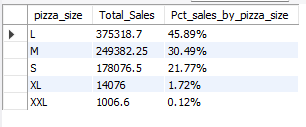 pizza_size Total_Sales Pct_sales_by_pizza_size
L 375318.7 45.89%
M 249382.25 30.49%
S 178076.5 21.77%
XL 14076 1.72%
XXL 1006.6 0.12%